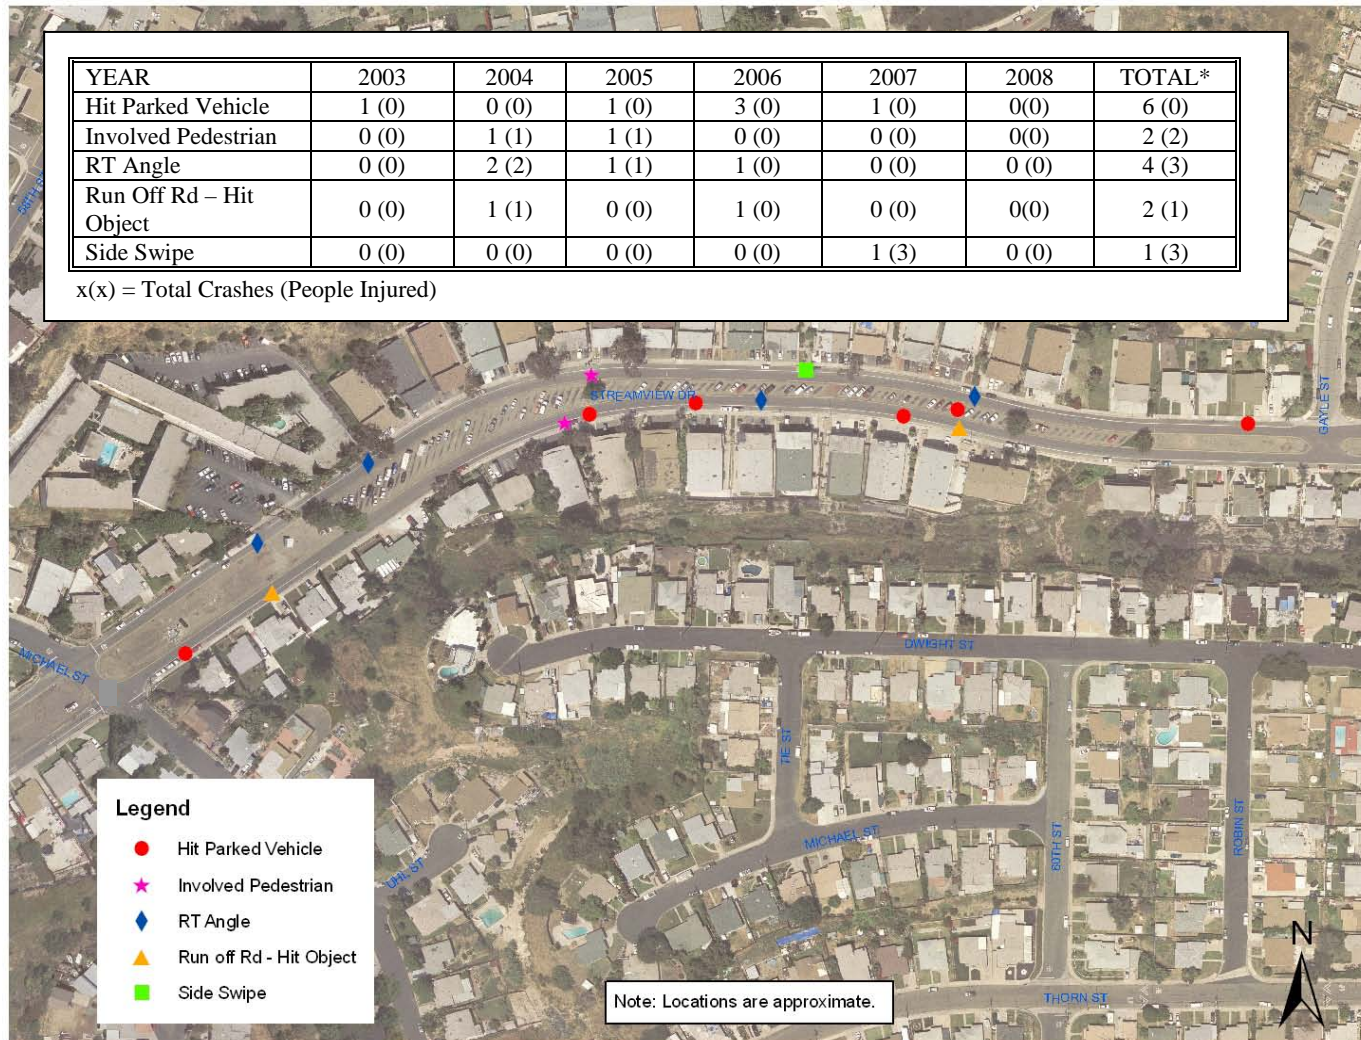 YEAR 2003 2004 2005 2006 2007 2008 TOTAL*
Hit Parked Vehicle 1 (0) 0 (0) 1 (0) 3 (0) 1 (0) 0(0) 6 (0)
Involved Pedestrian 0 (0) 1 (1) 1 (1) 0 (0) 0 (0) 0(0) 2 (2)
RT Angle 0 (0) 2 (2) 1 (1) 1 (0) 0 (0) 0 (0) 4 (3)
Run Off Rd – Hit
Object 0 (0) 1 (1) 0 (0) 1 (0) 0 (0) 0(0) 2 (1)
Side Swipe 0 (0) 0 (0) 0 (0) 0 (0) 1 (3) 0 (0) 1 (3)
x(x) = Total Crashes (People Injured)
STREAMVIEW DR
GAYLE ST
MICHAEL ST
DWIGHT ST
TIE ST
MICHAEL ST
60TH ST
ROBIN ST
UHL ST
THORN ST
Legend
Hit Parked Vehicle
Involved Pedestrian
RT Angle
Run off Rd - Hit Object
Side Swipe
Note: Locations are approximate.
N